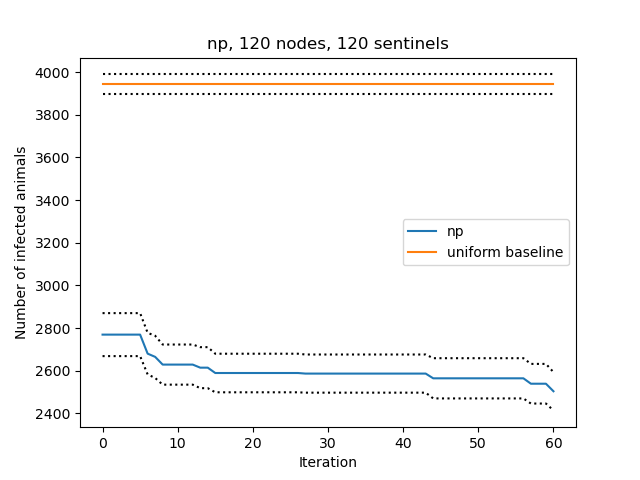 np, 120 nodes, 120 sentinels
Number of infected animals
4000
3800
3600
3400
3200
3000
2800
2600
2400
np
uniform baseline
0 10 20 30 40 50 60
Iteration